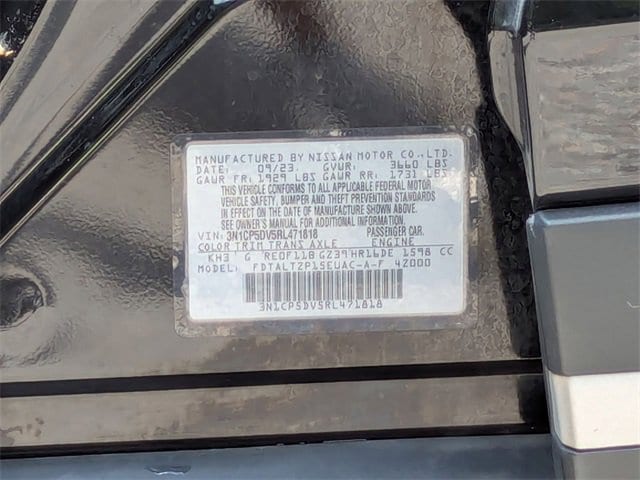 MANUFACTURED BY NISSAN MOTOR CO., LTD.
DATE: 09/23 GVWR: 3660 LBS
GAWR FR: 1929 LBS GAWR RR: 1731 LBS
THIS VEHICLE CONFORMS TO ALL APPLICABLE FEDERAL MOTOR
VEHICLE SAFETY, BUMPER AND THEFT PREVENTION STANDARDS
IN EFFECT ON THE DATE OF MANUFACTURE SHOWN ABOVE.
SEE OWNER'S MANUAL FOR ADDITIONAL INFORMATION
VIN: 3N1CP5DV5RL471818 PASSENGER CAR.
COLOR TRIM TRANS AXLE ENGINE
KH3 G RE0F11B GZ39 HR16DE 1598 CC
MODEL: FDTALTZP15EUAC-A-F 42000
3N1CP5DV5RL471818